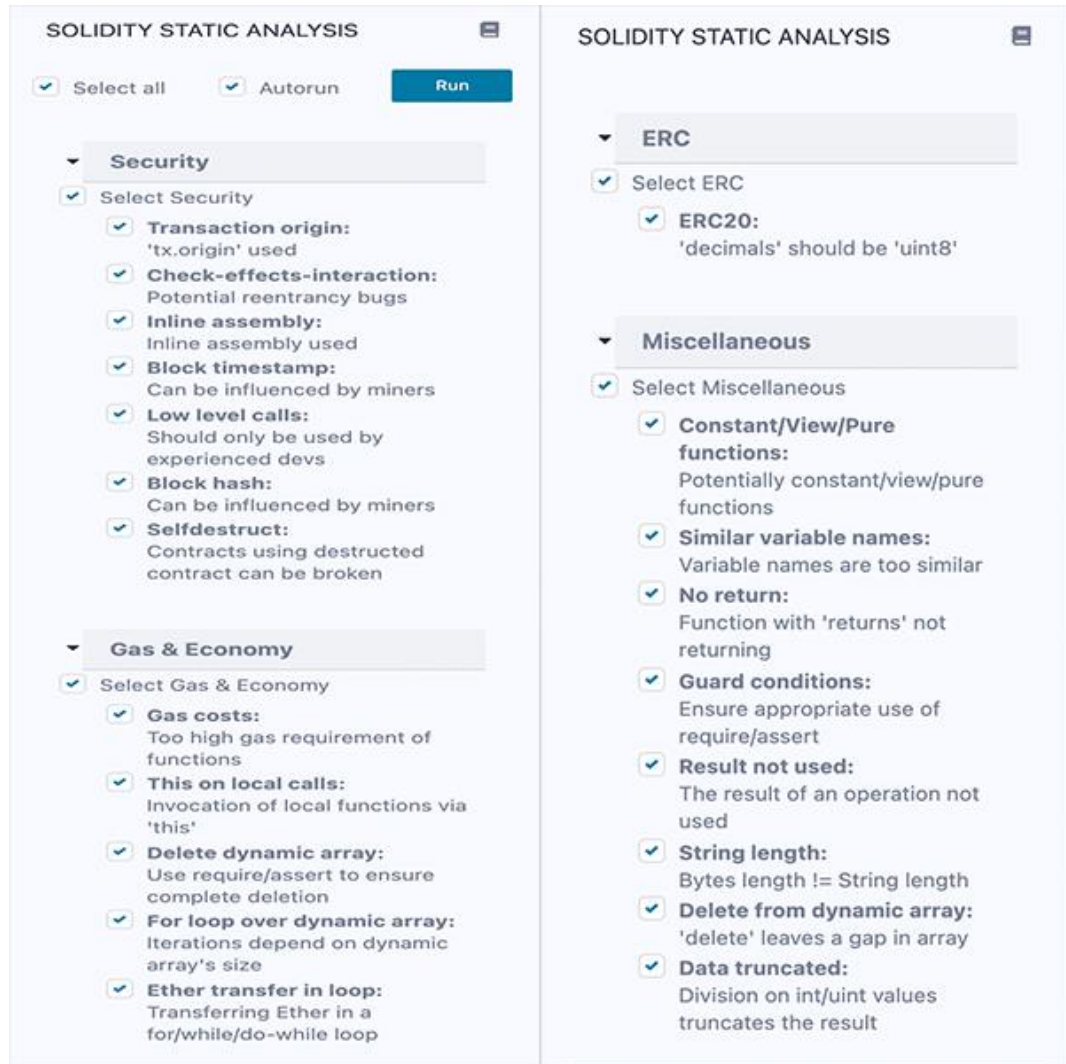 SOLIDITY STATIC ANALYSIS
Select all
Autorun
Run
Security
Select Security
Transaction origin:
'tx.origin' used
Check-effects-interaction:
Potential reentrancy bugs
Inline assembly:
Inline assembly used
Block timestamp:
Can be influenced by miners
Low level calls:
Should only be used by
experienced devs
Block hash:
Can be influenced by miners
Selfdestruct:
Contracts using destructed
contract can be broken
Gas & Economy
Select Gas & Economy
Gas costs:
Too high gas requirement of
functions
This on local calls:
Invocation of local functions via
'this'
Delete dynamic array:
Use require/assert to ensure
complete deletion
For loop over dynamic array:
Iterations depend on dynamic
array's size
Ether transfer in loop:
Transferring Ether in a
for/while/do-while loop
SOLIDITY STATIC ANALYSIS
ERC
Select ERC
ERC20:
'decimals' should be 'uint8'
Miscellaneous
Select Miscellaneous
Constant/View/Pure
functions:
Potentially constant/view/pure
functions
Similar variable names:
Variable names are too similar
No return:
Function with 'returns' not
returning
Guard conditions:
Ensure appropriate use of
require/assert
Result not used:
The result of an operation not
used
String length:
Bytes length != String length
Delete from dynamic array:
'delete' leaves a gap in array
Data truncated:
Division on int/uint values
truncates the result